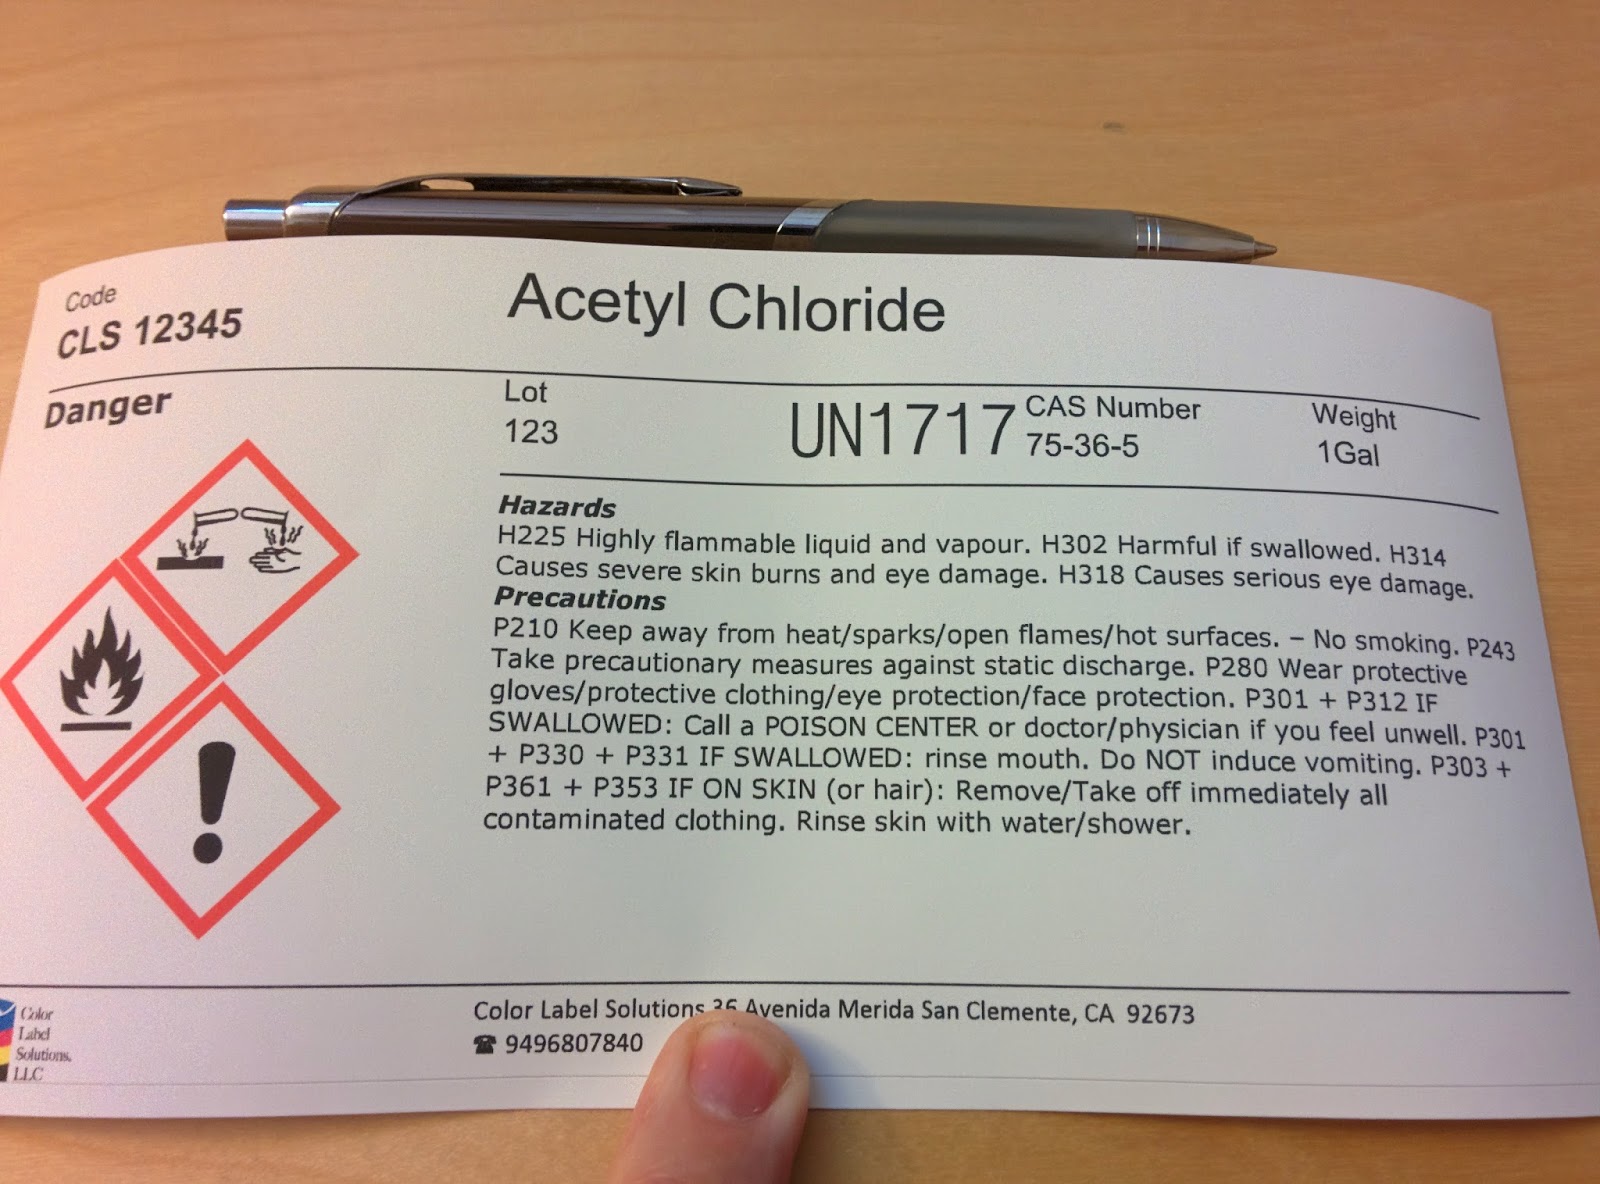 Code
CLS 12345
Acetyl Chloride
Danger
Lot
123
UN1717
CAS Number
75-36-5
Weight
1Gal
Hazards
H225 Highly flammable liquid and vapour. H302 Harmful if swallowed. H314
Causes severe skin burns and eye damage. H318 Causes serious eye damage.
Precautions
P210 Keep away from heat/sparks/open flames/hot surfaces. – No smoking. P243
Take precautionary measures against static discharge. P280 Wear protective
gloves/protective clothing/eye protection/face protection. P301 + P312 IF
SWALLOWED: Call a POISON CENTER or doctor/physician if you feel unwell. P301
+ P330 + P331 IF SWALLOWED: rinse mouth. Do NOT induce vomiting. P303 +
P361 + P353 IF ON SKIN (or hair): Remove/Take off immediately all
contaminated clothing. Rinse skin with water/shower.
Color
Label
Solutions,
LLC
Color Label Solutions 36 Avenida Merida San Clemente, CA 92673
☎ 9496807840